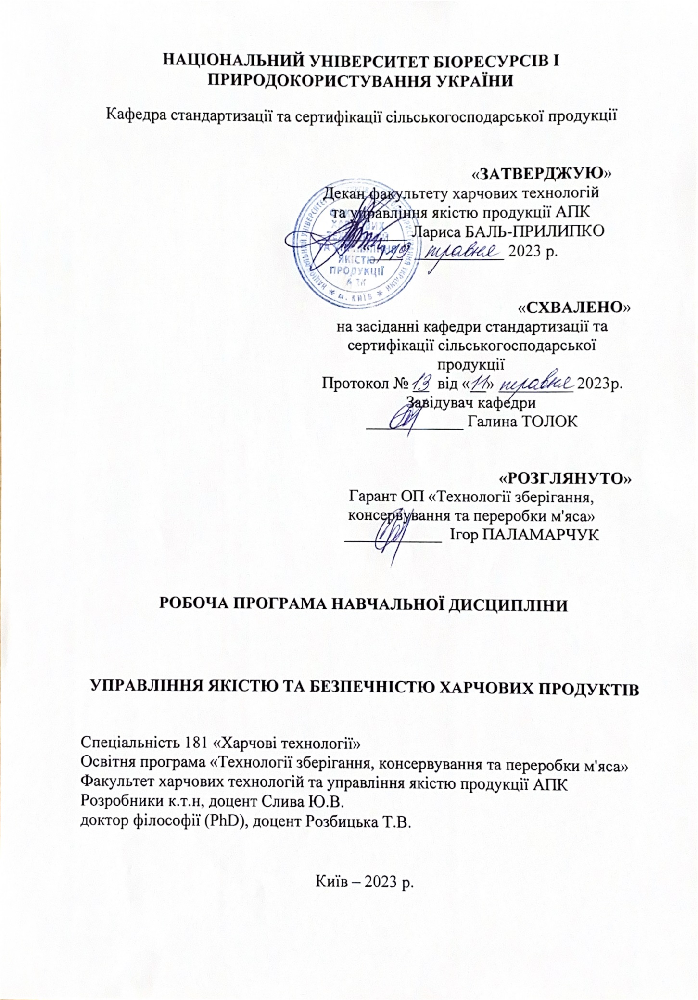 НАЦІОНАЛЬНИЙ УНІВЕРСИТЕТ БІОРЕСУРСІВ І
ПРИРОДОКОРИСТУВАННЯ УКРАЇНИ
Кафедра стандартизації та сертифікації сільськогосподарської продукції
«ЗАТВЕРДЖУЮ»
Декан факультету харчових технологій
та управління якістю продукції АПК
Лариса БАЛЬ-ПРИЛИПКО
19 травня 2023 р.
ХАРЧОВИХ
ТА УПРАВЛІННЯ
ЯКІСТЮ
ПРОДУКЦІЇ
АПК
* м. КИЇВ *
«СХВАЛЕНО»
на засіданні кафедри стандартизації та
сертифікації сільськогосподарської
продукції
Протокол № 13 від «11» травня 2023р.
Завідувач кафедри
Галина ТОЛОК
«РОЗГЛЯНУТО»
Гарант ОП «Технології зберігання,
консервування та переробки м'яса»
Ігор ПАЛАМАРЧУК
РОБОЧА ПРОГРАМА НАВЧАЛЬНОЇ ДИСЦИПЛІНИ
УПРАВЛІННЯ ЯКІСТЮ ТА БЕЗПЕЧНІСТЮ ХАРЧОВИХ ПРОДУКТІВ
Спеціальність 181 «Харчові технології»
Освітня програма «Технології зберігання, консервування та переробки м'яса»
Факультет харчових технологій та управління якістю продукції АПК
Розробники к.т.н, доцент Слива Ю.В.
доктор філософії (PhD), доцент Розбицька Т.В.
Київ – 2023 р.